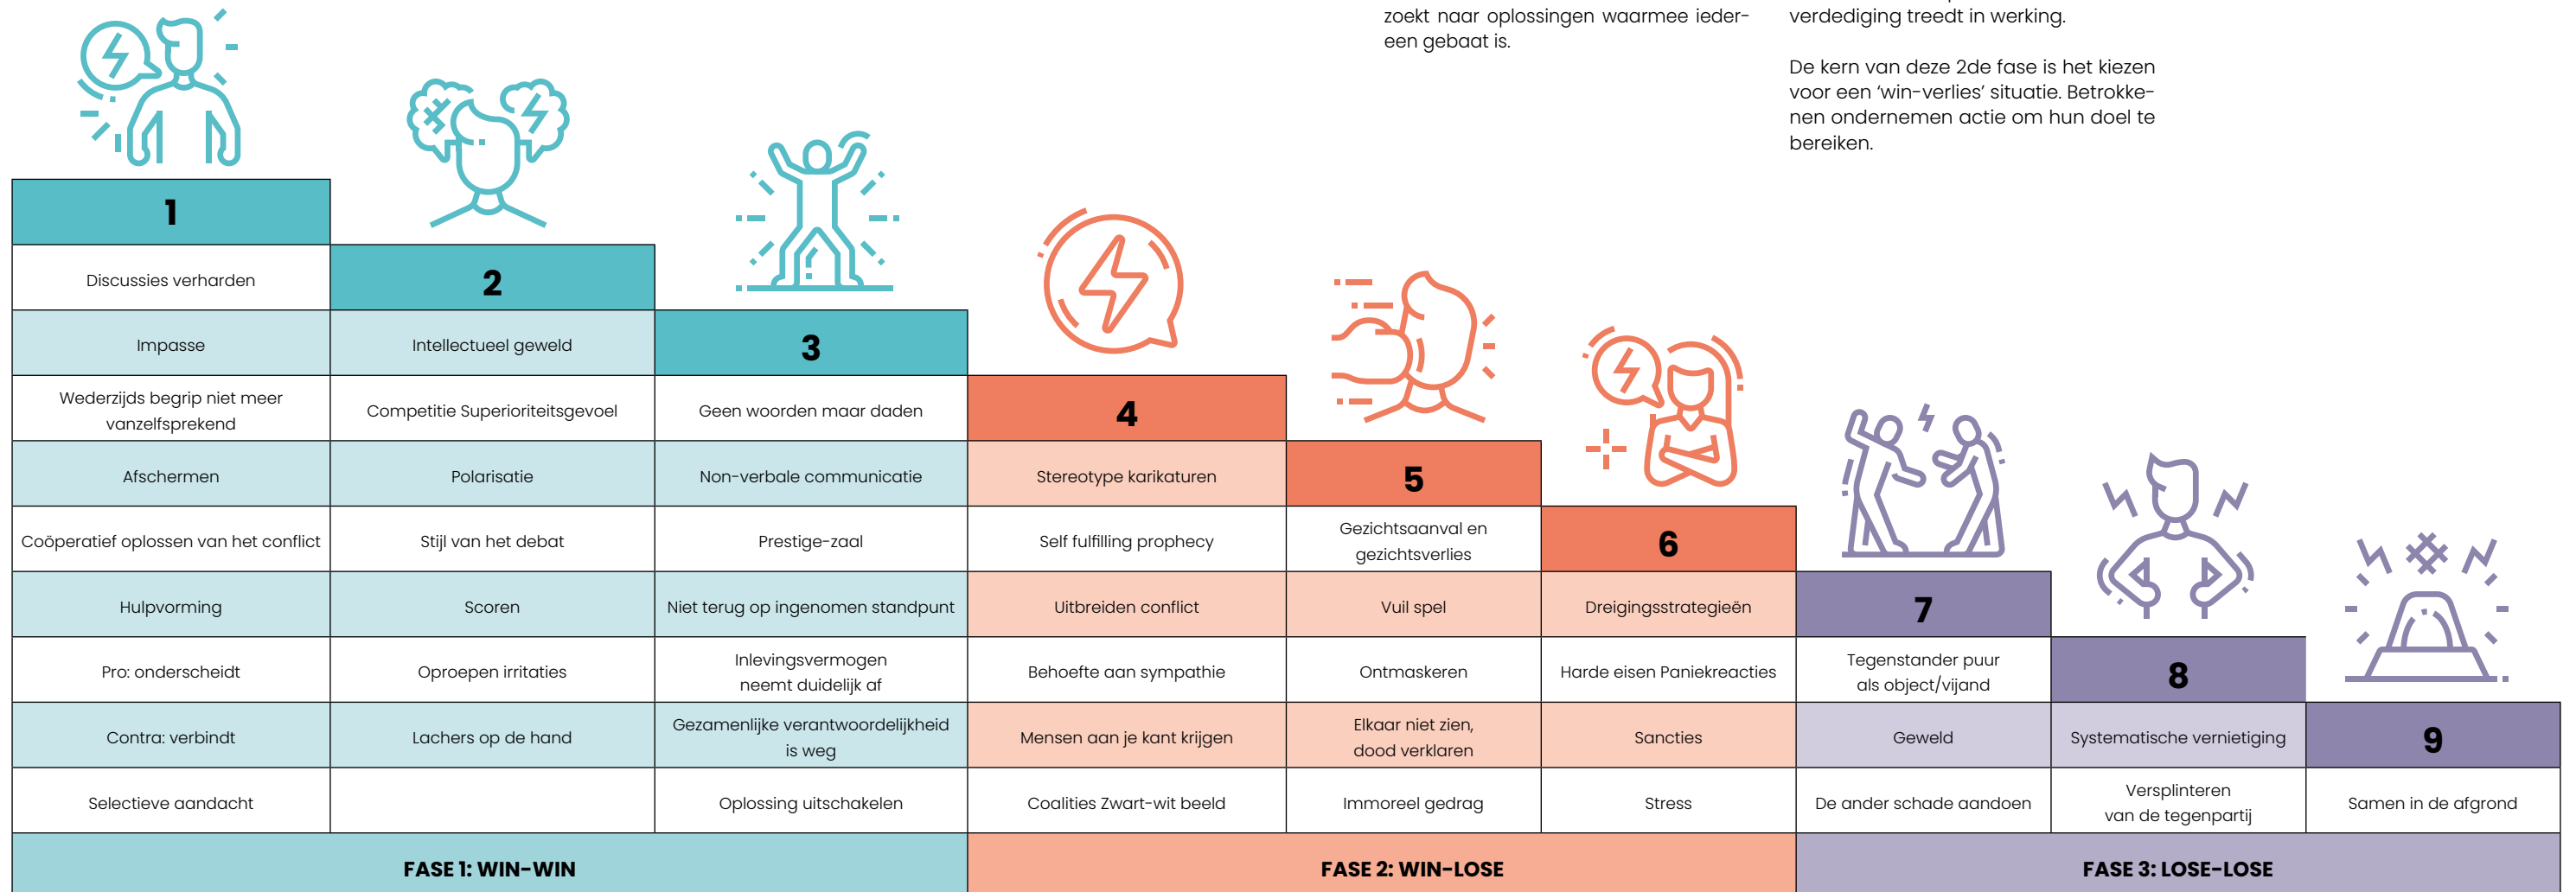 zoekt naar oplossingen waarmee ieder-
een gebaat is.
verdediging treedt in werking.
De kern van deze 2de fase is het kiezen
voor een ‘win-verlies’ situatie. Betrokke-
nen ondernemen actie om hun doel te
bereiken.
1
Discussies verharden
Impasse
Wederzijds begrip niet meer
vanzelfsprekend
Afschermen
Coöperatief oplossen van het conflict
Hulpvorming
Pro: onderscheidt
Contra: verbindt
Selectieve aandacht
2
Intellectueel geweld
Competitie Superioriteitsgevoel
Polarisatie
Stijl van het debat
Scoren
Oproepen irritaties
Lachers op de hand
3
Geen woorden maar daden
Non-verbale communicatie
Prestige-zaal
Niet terug op ingenomen standpunt
Inlevingsvermogen
neemt duidelijk af
Gezamenlijke verantwoordelijkheid
is weg
Oplossing uitschakelen
4
Stereotype karikaturen
Self fulfilling prophecy
Uitbreiden conflict
Behoefte aan sympathie
Mensen aan je kant krijgen
Coalities Zwart-wit beeld
5
Gezichtsaanval en
gezichtsverlies
Vuil spel
Ontmaskeren
Elkaar niet zien,
dood verklaren
Immoreel gedrag
6
Dreigingsstrategieën
Harde eisen Paniekreacties
Sancties
Stress
7
Tegenstander puur
als object/vijand
Geweld
De ander schade aandoen
8
Systematische vernietiging
Versplinteren
van de tegenpartij
9
Samen in de afgrond
FASE 1: WIN-WIN
FASE 2: WIN-LOSE
FASE 3: LOSE-LOSE